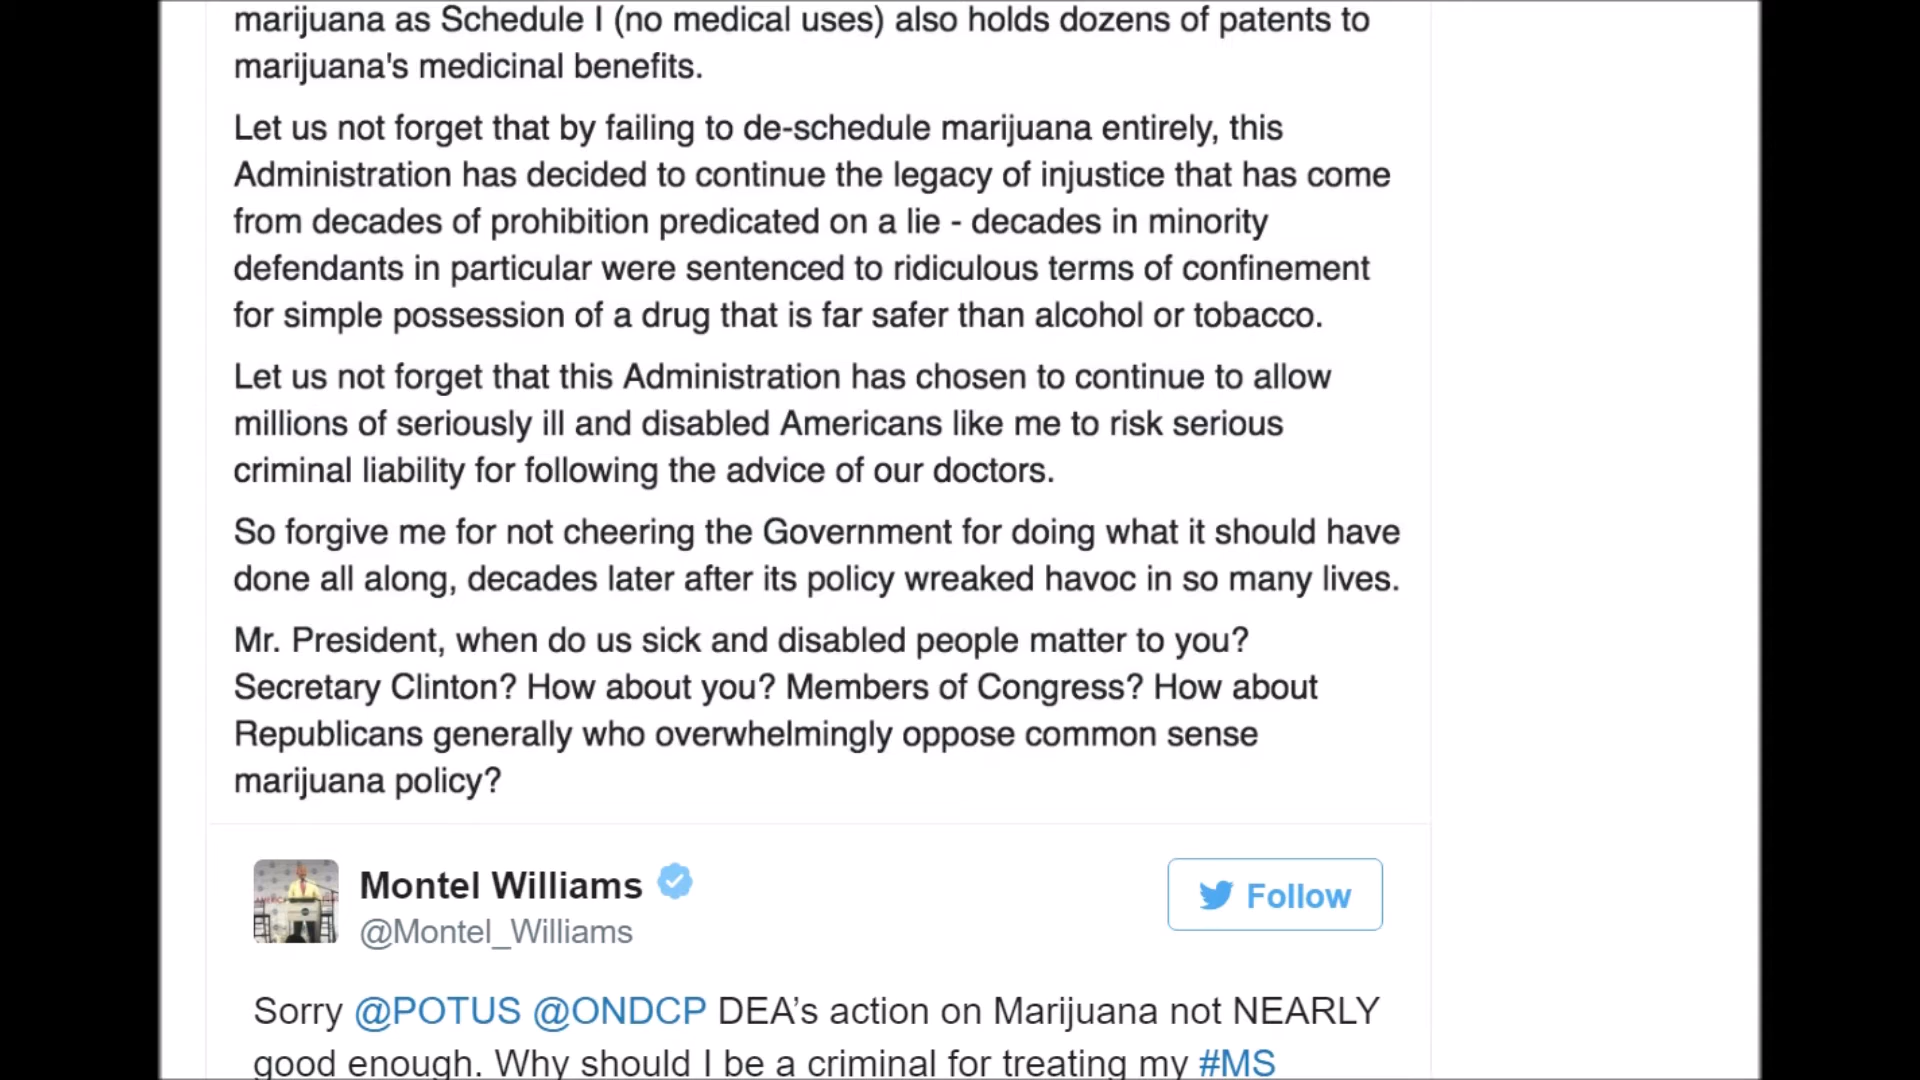 marijuana as Schedule I (no medical uses) also holds dozens of patents to
marijuana's medicinal benefits.
Let us not forget that by failing to de-schedule marijuana entirely, this
Administration has decided to continue the legacy of injustice that has come
from decades of prohibition predicated on a lie - decades in minority
defendants in particular were sentenced to ridiculous terms of confinement
for simple possession of a drug that is far safer than alcohol or tobacco.
Let us not forget that this Administration has chosen to continue to allow
millions of seriously ill and disabled Americans like me to risk serious
criminal liability for following the advice of our doctors.
So forgive me for not cheering the Government for doing what it should have
done all along, decades later after its policy wreaked havoc in so many lives.
Mr. President, when do us sick and disabled people matter to you?
Secretary Clinton? How about you? Members of Congress? How about
Republicans generally who overwhelmingly oppose common sense
marijuana policy?
Montel Williams
@Montel_Williams
Follow
Sorry @POTUS @ONDCP DEA’s action on Marijuana not NEARLY
good enough. Why should I be a criminal for treating my #MS